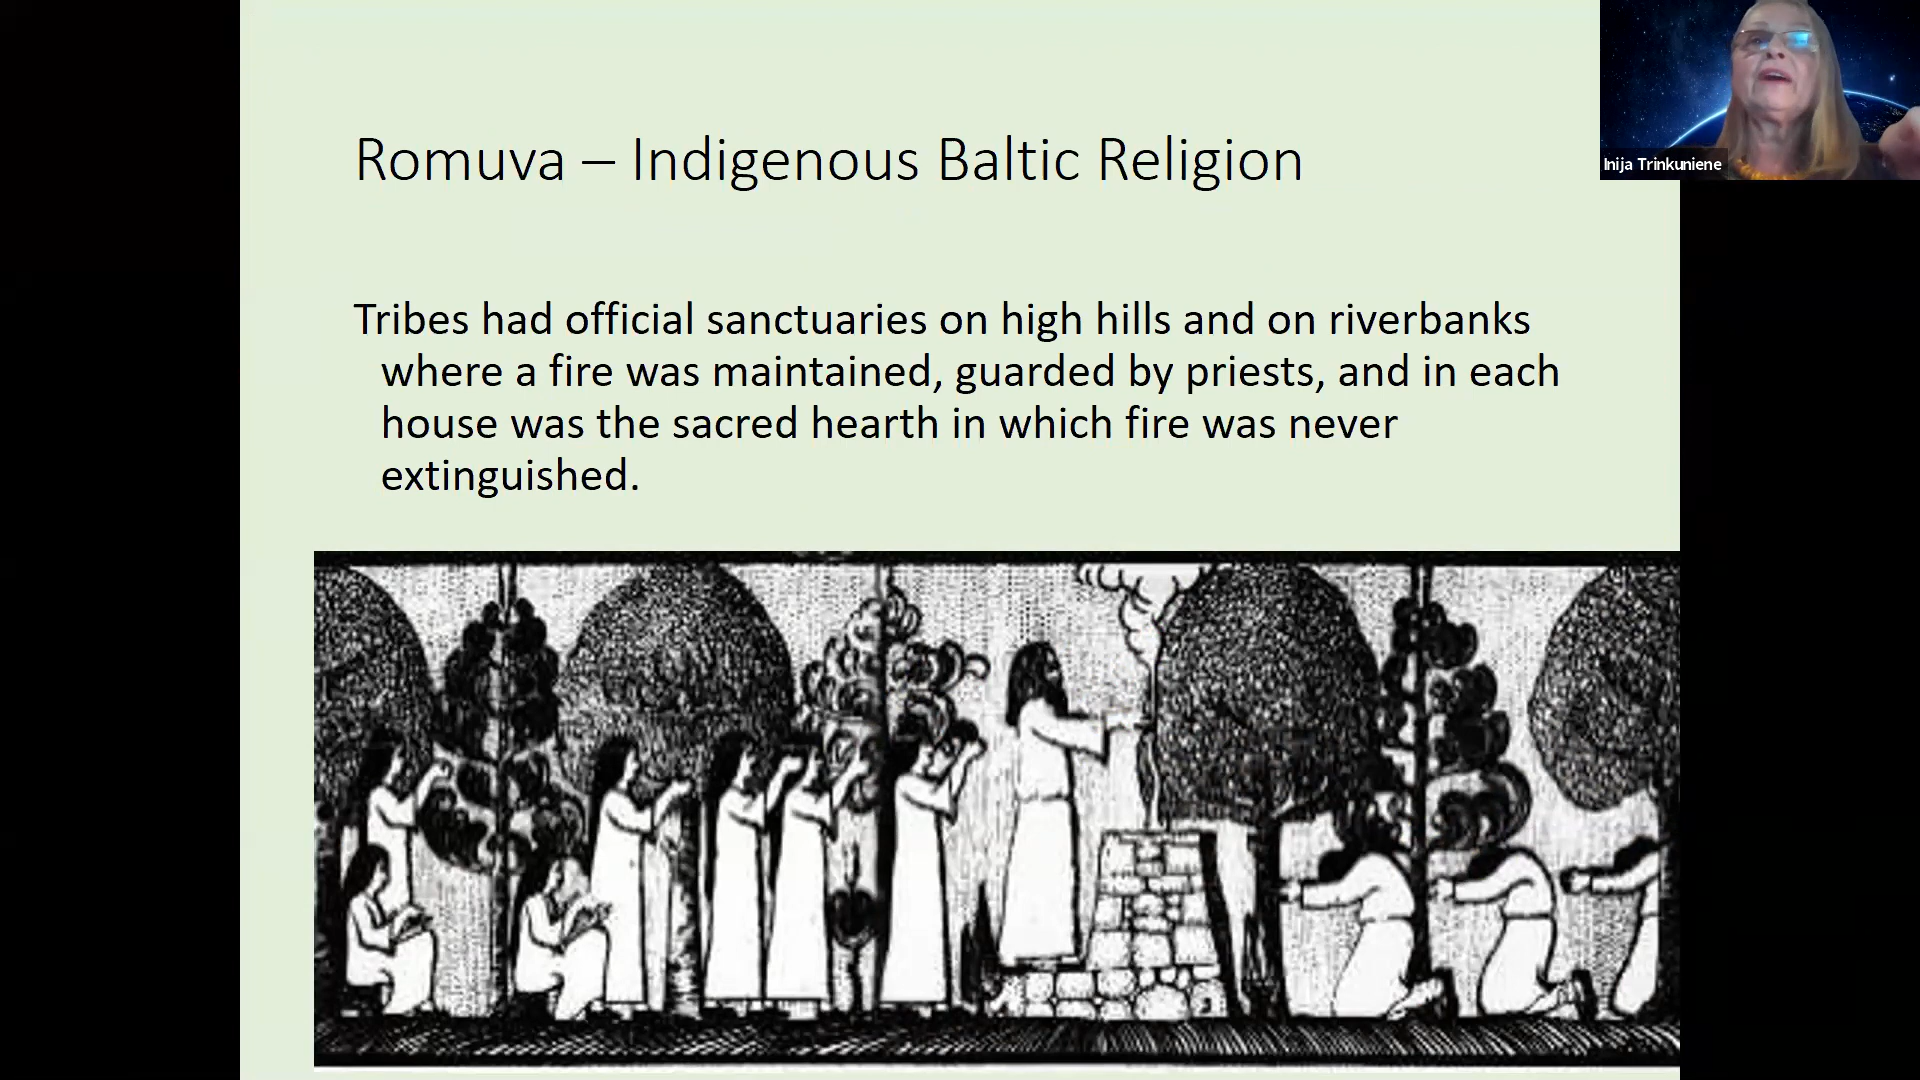 Romuva – Indigenous Baltic Religion
Inija Trinkuniene
Tribes had official sanctuaries on high hills and on riverbanks
where a fire was maintained, guarded by priests, and in each
house was the sacred hearth in which fire was never
extinguished.